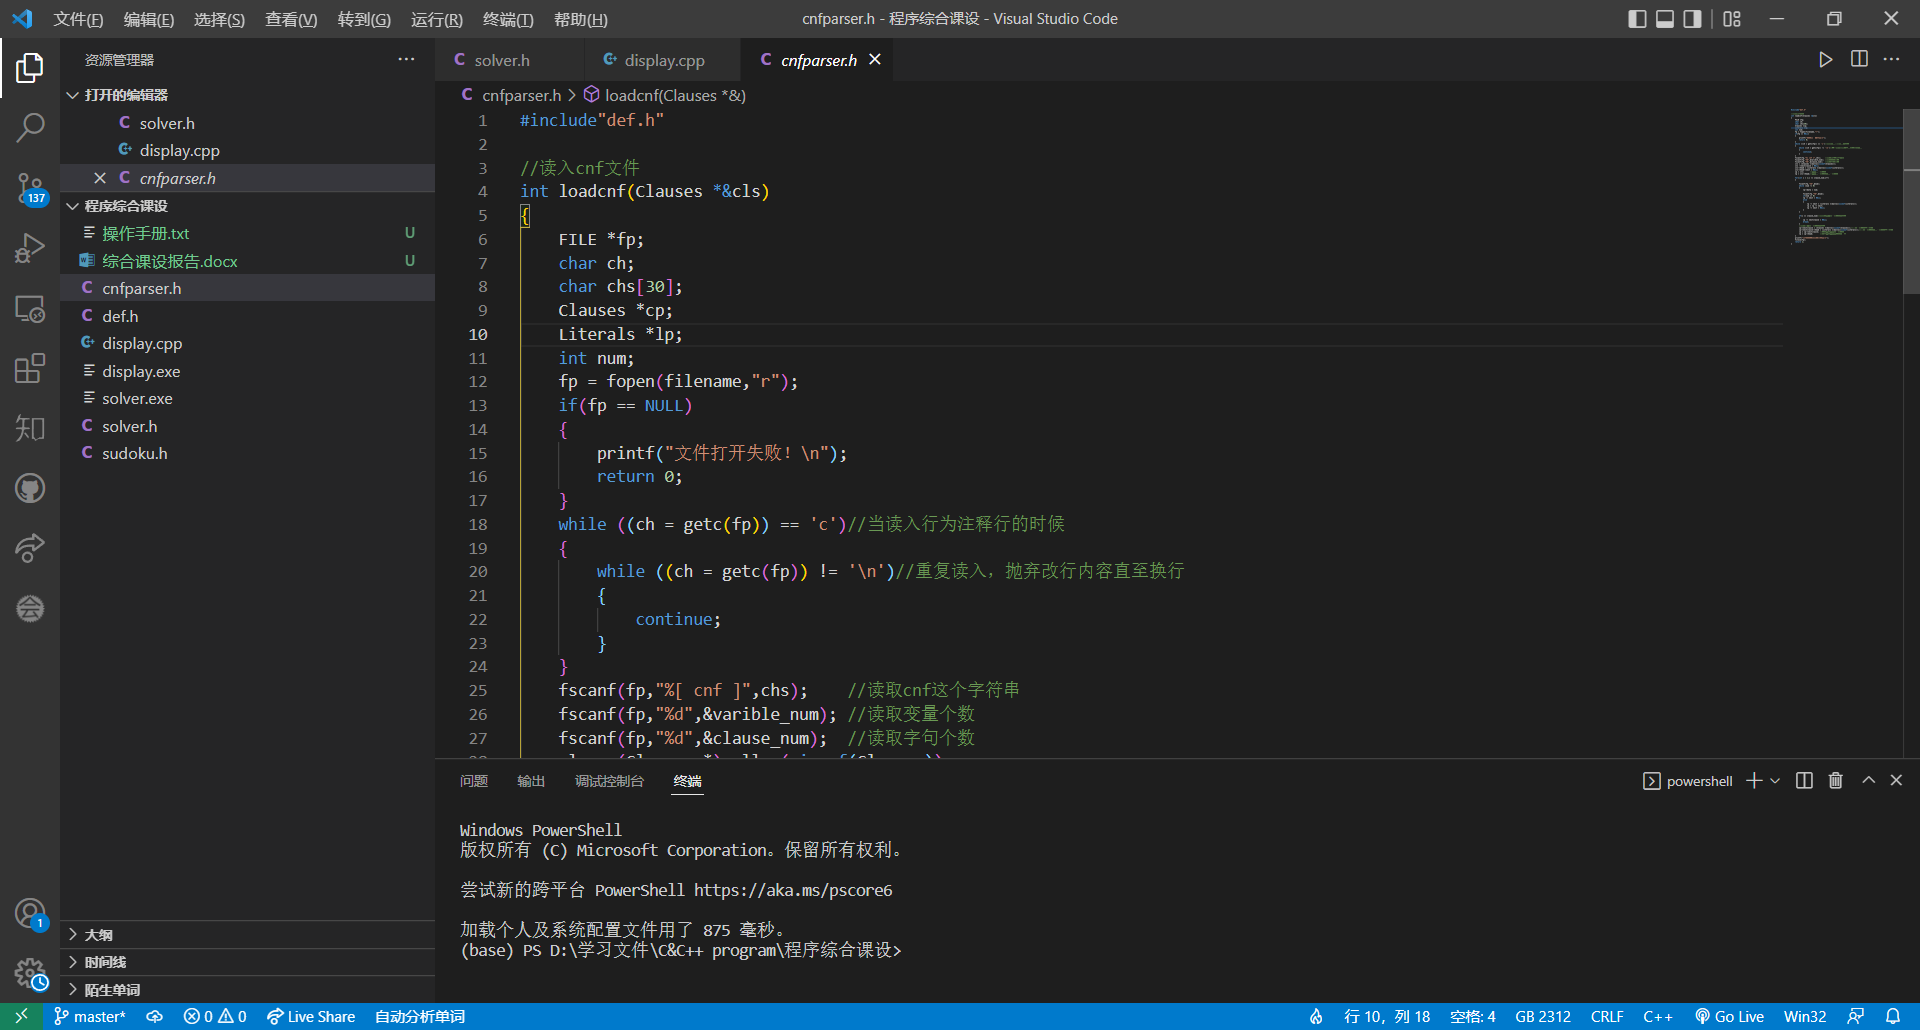 文件(F) 编辑(E) 选择(S) 查看(V) 转到(G) 运行(R) 终端(T) 帮助(H) cnfparser.h - 程序综合课设 - Visual Studio Code
资源管理器
打开的编辑器
solver.h
display.cpp
cnfparser.h
程序综合课设
操作手册.txt U
综合课设报告.docx U
cnfparser.h
def.h
display.cpp
display.exe
solver.exe
solver.h
sudoku.h
大纲
时间线
陌生单词
137
知
会
1
solver.h display.cpp cnfparser.h
cnfparser.h > loadcnf(Clauses *&)
1 #include"def.h"
2
3 //读入cnf文件
4 int loadcnf(Clauses *&cls)
5 {
6 FILE *fp;
7 char ch;
8 char chs[30];
9 Clauses *cp;
10 Literals *lp;
11 int num;
12 fp = fopen(filename,"r");
13 if(fp == NULL)
14 {
15 printf("文件打开失败！\n");
16 return 0;
17 }
18 while ((ch = getc(fp)) == 'c')//当读入行为注释行的时候
19 {
20 while ((ch = getc(fp)) != '\n')//重复读入，抛弃改行内容直至换行
21 {
22 continue;
23 }
24 }
25 fscanf(fp,"%[ cnf ]",chs); //读取cnf这个字符串
26 fscanf(fp,"%d",&varible_num); //读取变量个数
27 fscanf(fp,"%d",&clause_num); //读取字句个数
问题 输出 调试控制台 终端 powershell
Windows PowerShell
版权所有 (C) Microsoft Corporation。保留所有权利。
尝试新的跨平台 PowerShell https://aka.ms/pscore6
加载个人及系统配置文件用了 875 毫秒。
(base) PS D:\学习文件\C&C++ program\程序综合课设>
master* 0 0 Live Share 自动分析单词 行 10，列 18 空格: 4 GB 2312 CRLF C++ Go Live Win32